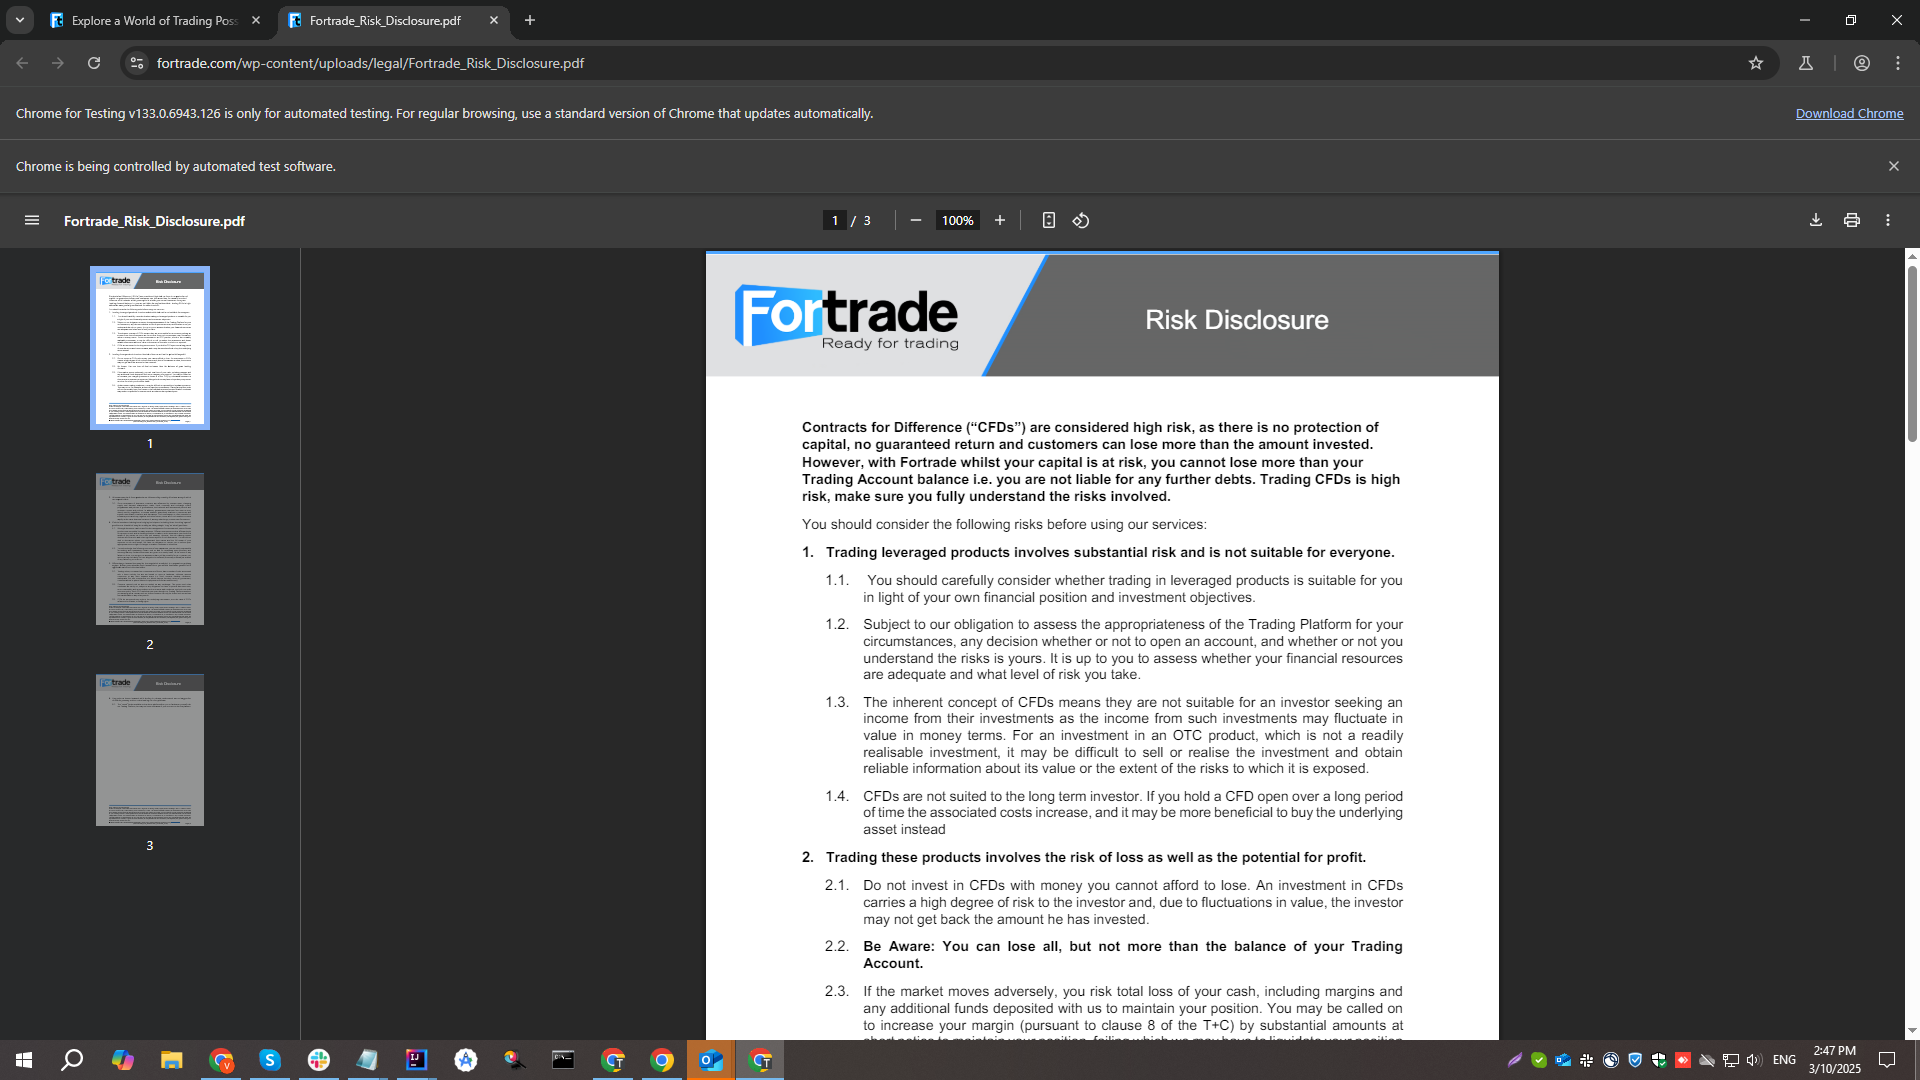 Explore a World of Trading Poss
Fortrade_Risk_Disclosure.pdf
fortrade.com/wp-content/uploads/legal/Fortrade_Risk_Disclosure.pdf
Chrome for Testing v133.0.6943.126 is only for automated testing. For regular browsing, use a standard version of Chrome that updates automatically.
Download Chrome
Chrome is being controlled by automated test software.
Fortrade_Risk_Disclosure.pdf
1 / 3
100%
Fortrade
Risk Disclosure
1
Fortrade
Risk Disclosure
2
Fortrade
Risk Disclosure
3
Fortrade
Ready for trading
Risk Disclosure
Contracts for Difference (“CFDs”) are considered high risk, as there is no protection of
capital, no guaranteed return and customers can lose more than the amount invested.
However, with Fortrade whilst your capital is at risk, you cannot lose more than your
Trading Account balance i.e. you are not liable for any further debts. Trading CFDs is high
risk, make sure you fully understand the risks involved.
You should consider the following risks before using our services:
1. Trading leveraged products involves substantial risk and is not suitable for everyone.
1.1. You should carefully consider whether trading in leveraged products is suitable for you
in light of your own financial position and investment objectives.
1.2. Subject to our obligation to assess the appropriateness of the Trading Platform for your
circumstances, any decision whether or not to open an account, and whether or not you
understand the risks is yours. It is up to you to assess whether your financial resources
are adequate and what level of risk you take.
1.3. The inherent concept of CFDs means they are not suitable for an investor seeking an
income from their investments as the income from such investments may fluctuate in
value in money terms. For an investment in an OTC product, which is not a readily
realisable investment, it may be difficult to sell or realise the investment and obtain
reliable information about its value or the extent of the risks to which it is exposed.
1.4. CFDs are not suited to the long term investor. If you hold a CFD open over a long period
of time the associated costs increase, and it may be more beneficial to buy the underlying
asset instead
2. Trading these products involves the risk of loss as well as the potential for profit.
2.1. Do not invest in CFDs with money you cannot afford to lose. An investment in CFDs
carries a high degree of risk to the investor and, due to fluctuations in value, the investor
may not get back the amount he has invested.
2.2. Be Aware: You can lose all, but not more than the balance of your Trading
Account.
2.3. If the market moves adversely, you risk total loss of your cash, including margins and
any additional funds deposited with us to maintain your position. You may be called on
to increase your margin (pursuant to clause 8 of the T+C) by substantial amounts at
ENG
2:47 PM
3/10/2025